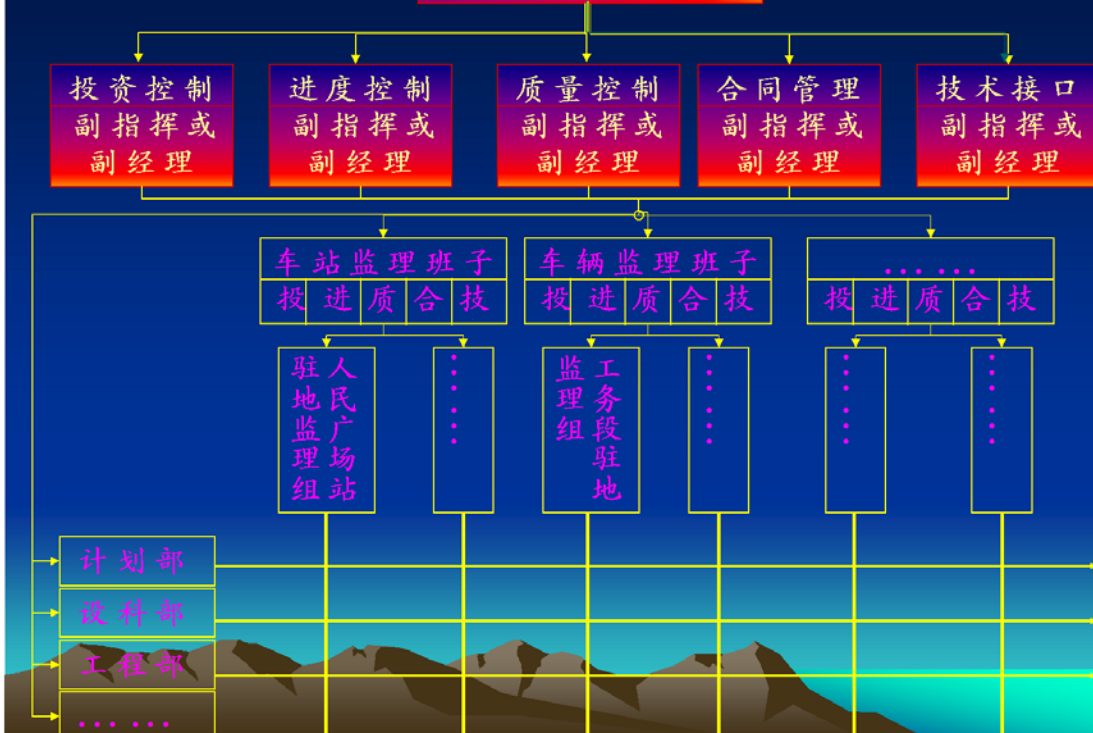 投资控制
副指挥或
副经理
进度控制
副指挥或
副经理
质量控制
副指挥或
副经理
合同管理
副指挥或
副经理
技术接口
副指挥或
副经理
车站监理班子
投 进 质 合 技
车辆监理班子
投 进 质 合 技
……
投 进 质 合 技
人民广场站
驻地监理组
……
工务段驻地
监理组
……
……
……
计划部
设科部
工程部
……